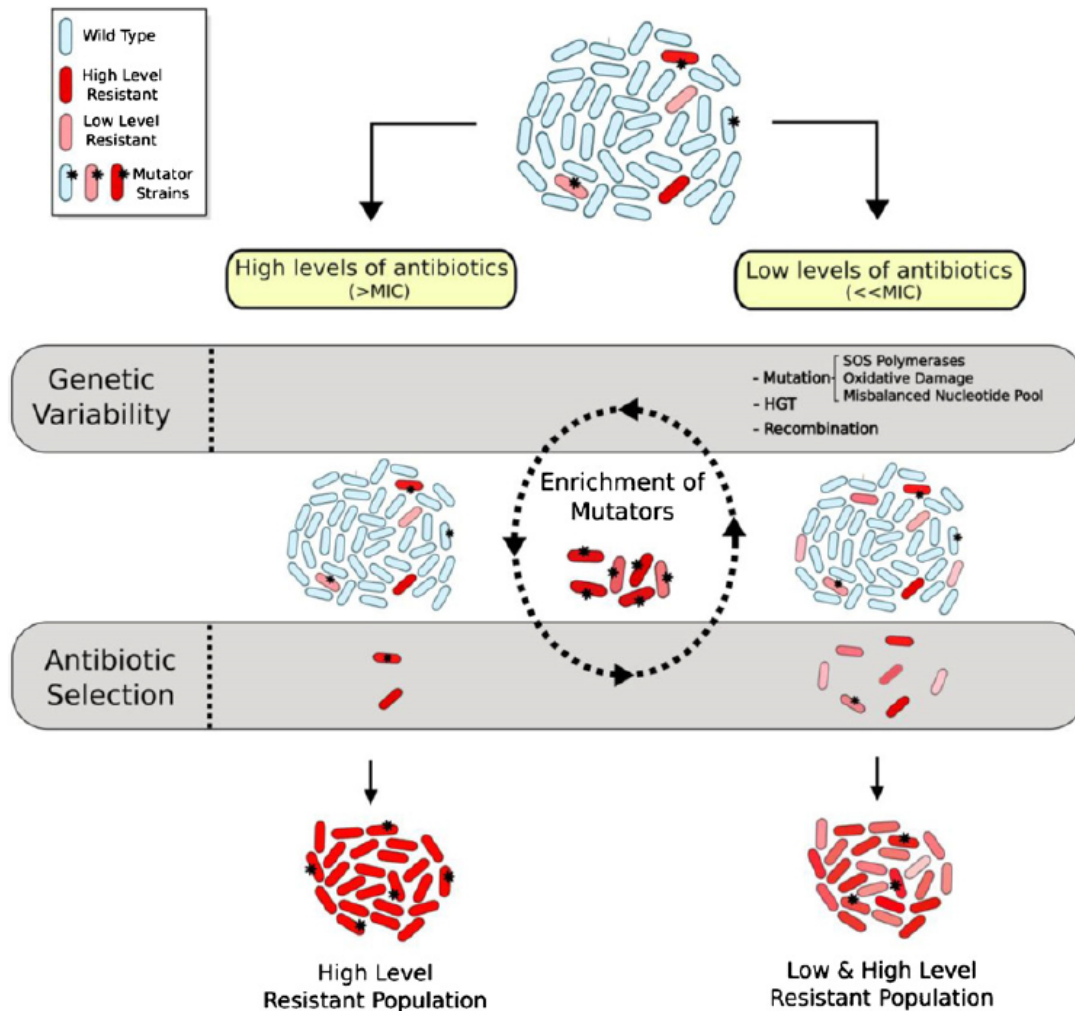 Wild Type
High Level
Resistant
Low Level
Resistant
Mutator
Strains
High levels of antibiotics
(>MIC)
Low levels of antibiotics
(<<MIC)
Genetic
Variability
- Mutation
SOS Polymerases
Oxidative Damage
Misbalanced Nucleotide Pool
- HGT
- Recombination
Enrichment of
Mutators
Antibiotic
Selection
High Level
Resistant Population
Low & High Level
Resistant Population